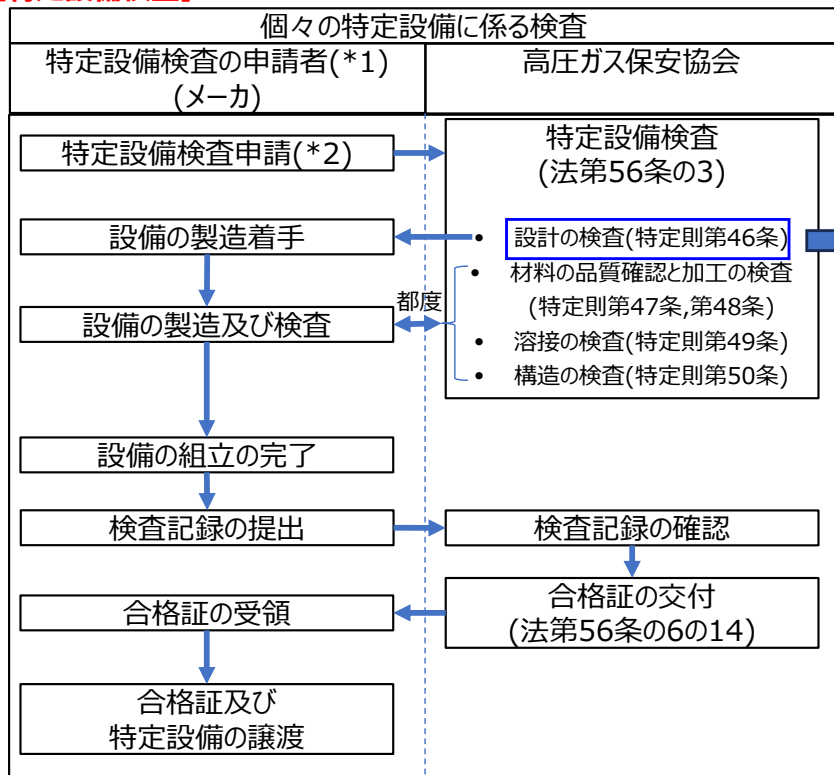 個々の特定設備に係る検査
特定設備検査の申請者(*1)
(メーカ)
高圧ガス保安協会
特定設備検査申請(*2)
特定設備検査
(法第56条の3)
設備の製造着手
• 設計の検査(特定則第46条)
• 材料の品質確認と加工の検査
(特定則第47条,第48条)
都度
設備の製造及び検査
• 溶接の検査(特定則第49条)
• 構造の検査(特定則第50条)
設備の組立の完了
検査記録の提出
検査記録の確認
合格証の受領
合格証の交付
(法第56条の6の14)
合格証及び
特定設備の譲渡